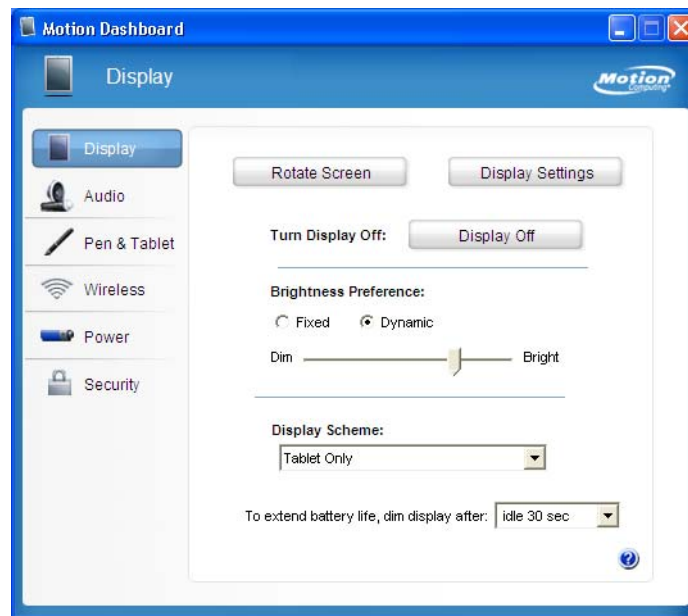 Motion Dashboard
Display
Motion
Computing
Display
Audio
Pen & Tablet
Wireless
Power
Security
Rotate Screen
Display Settings
Turn Display Off:
Display Off
Brightness Preference:
Fixed
Dynamic
Dim
Bright
Display Scheme:
Tablet Only
To extend battery life, dim display after:
idle 30 sec
?